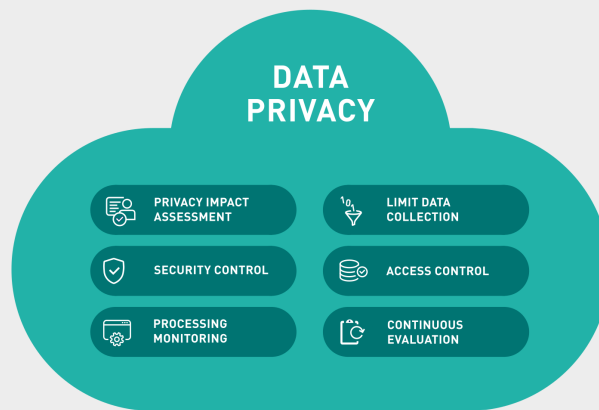 DATA
PRIVACY
PRIVACY IMPACT
ASSESSMENT
LIMIT DATA
COLLECTION
SECURITY CONTROL
ACCESS CONTROL
PROCESSING
MONITORING
CONTINUOUS
EVALUATION